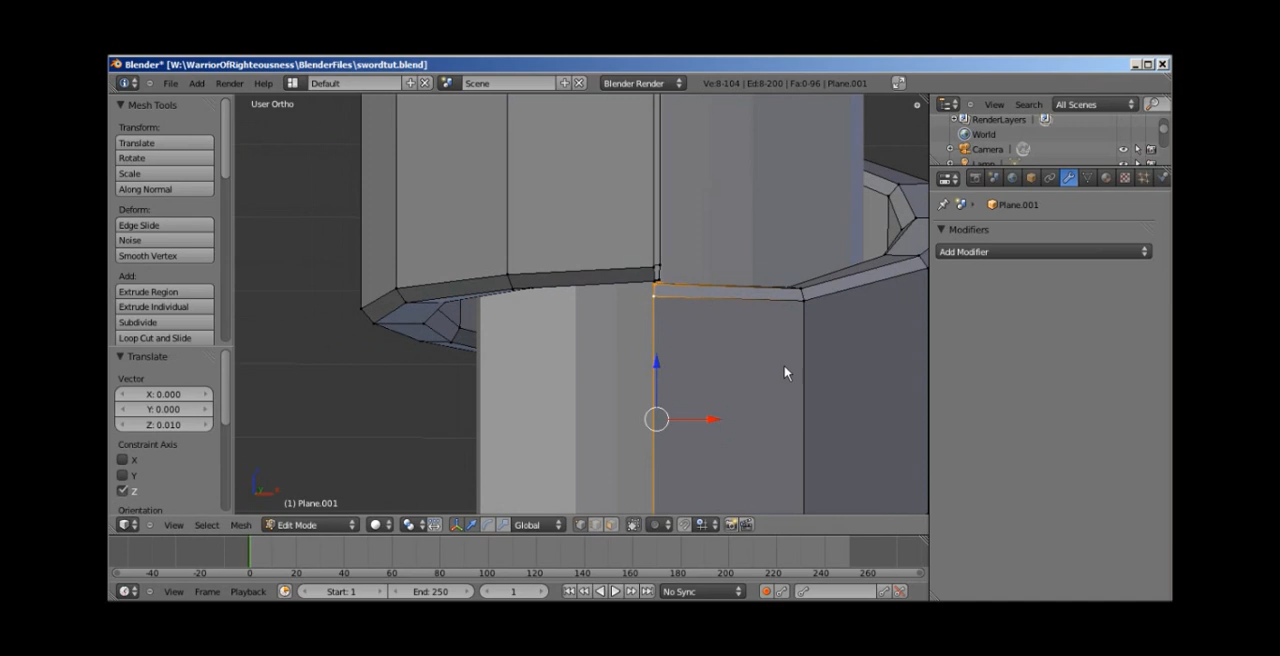 Blender* [W:\WarriorOfRighteousness\BlenderFiles\swordtut.blend]
File Add Render Help Default Scene Blender Render Ve:8-104 | Ed:8-200 | Fa:0-96 | Plane.001
Mesh Tools
Transform:
Translate
Rotate
Scale
Along Normal
Deform:
Edge Slide
Noise
Smooth Vertex
Add:
Extrude Region
Extrude Individual
Subdivide
Loop Cut and Slide
Translate
Vector
X: 0.000
Y: 0.000
Z: 0.010
Constraint Axis
X
Y
Z
Orientation
User Ortho
(1) Plane.001
View Search All Scenes
RenderLayers |
World
Camera |
Lamp
Plane.001
Modifiers
Add Modifier
View Select Mesh Edit Mode Global
-40 -20 0 20 40 60 80 100 120 140 160 180 200 220 240 260
View Frame Playback Start: 1 End: 250 1 No Sync